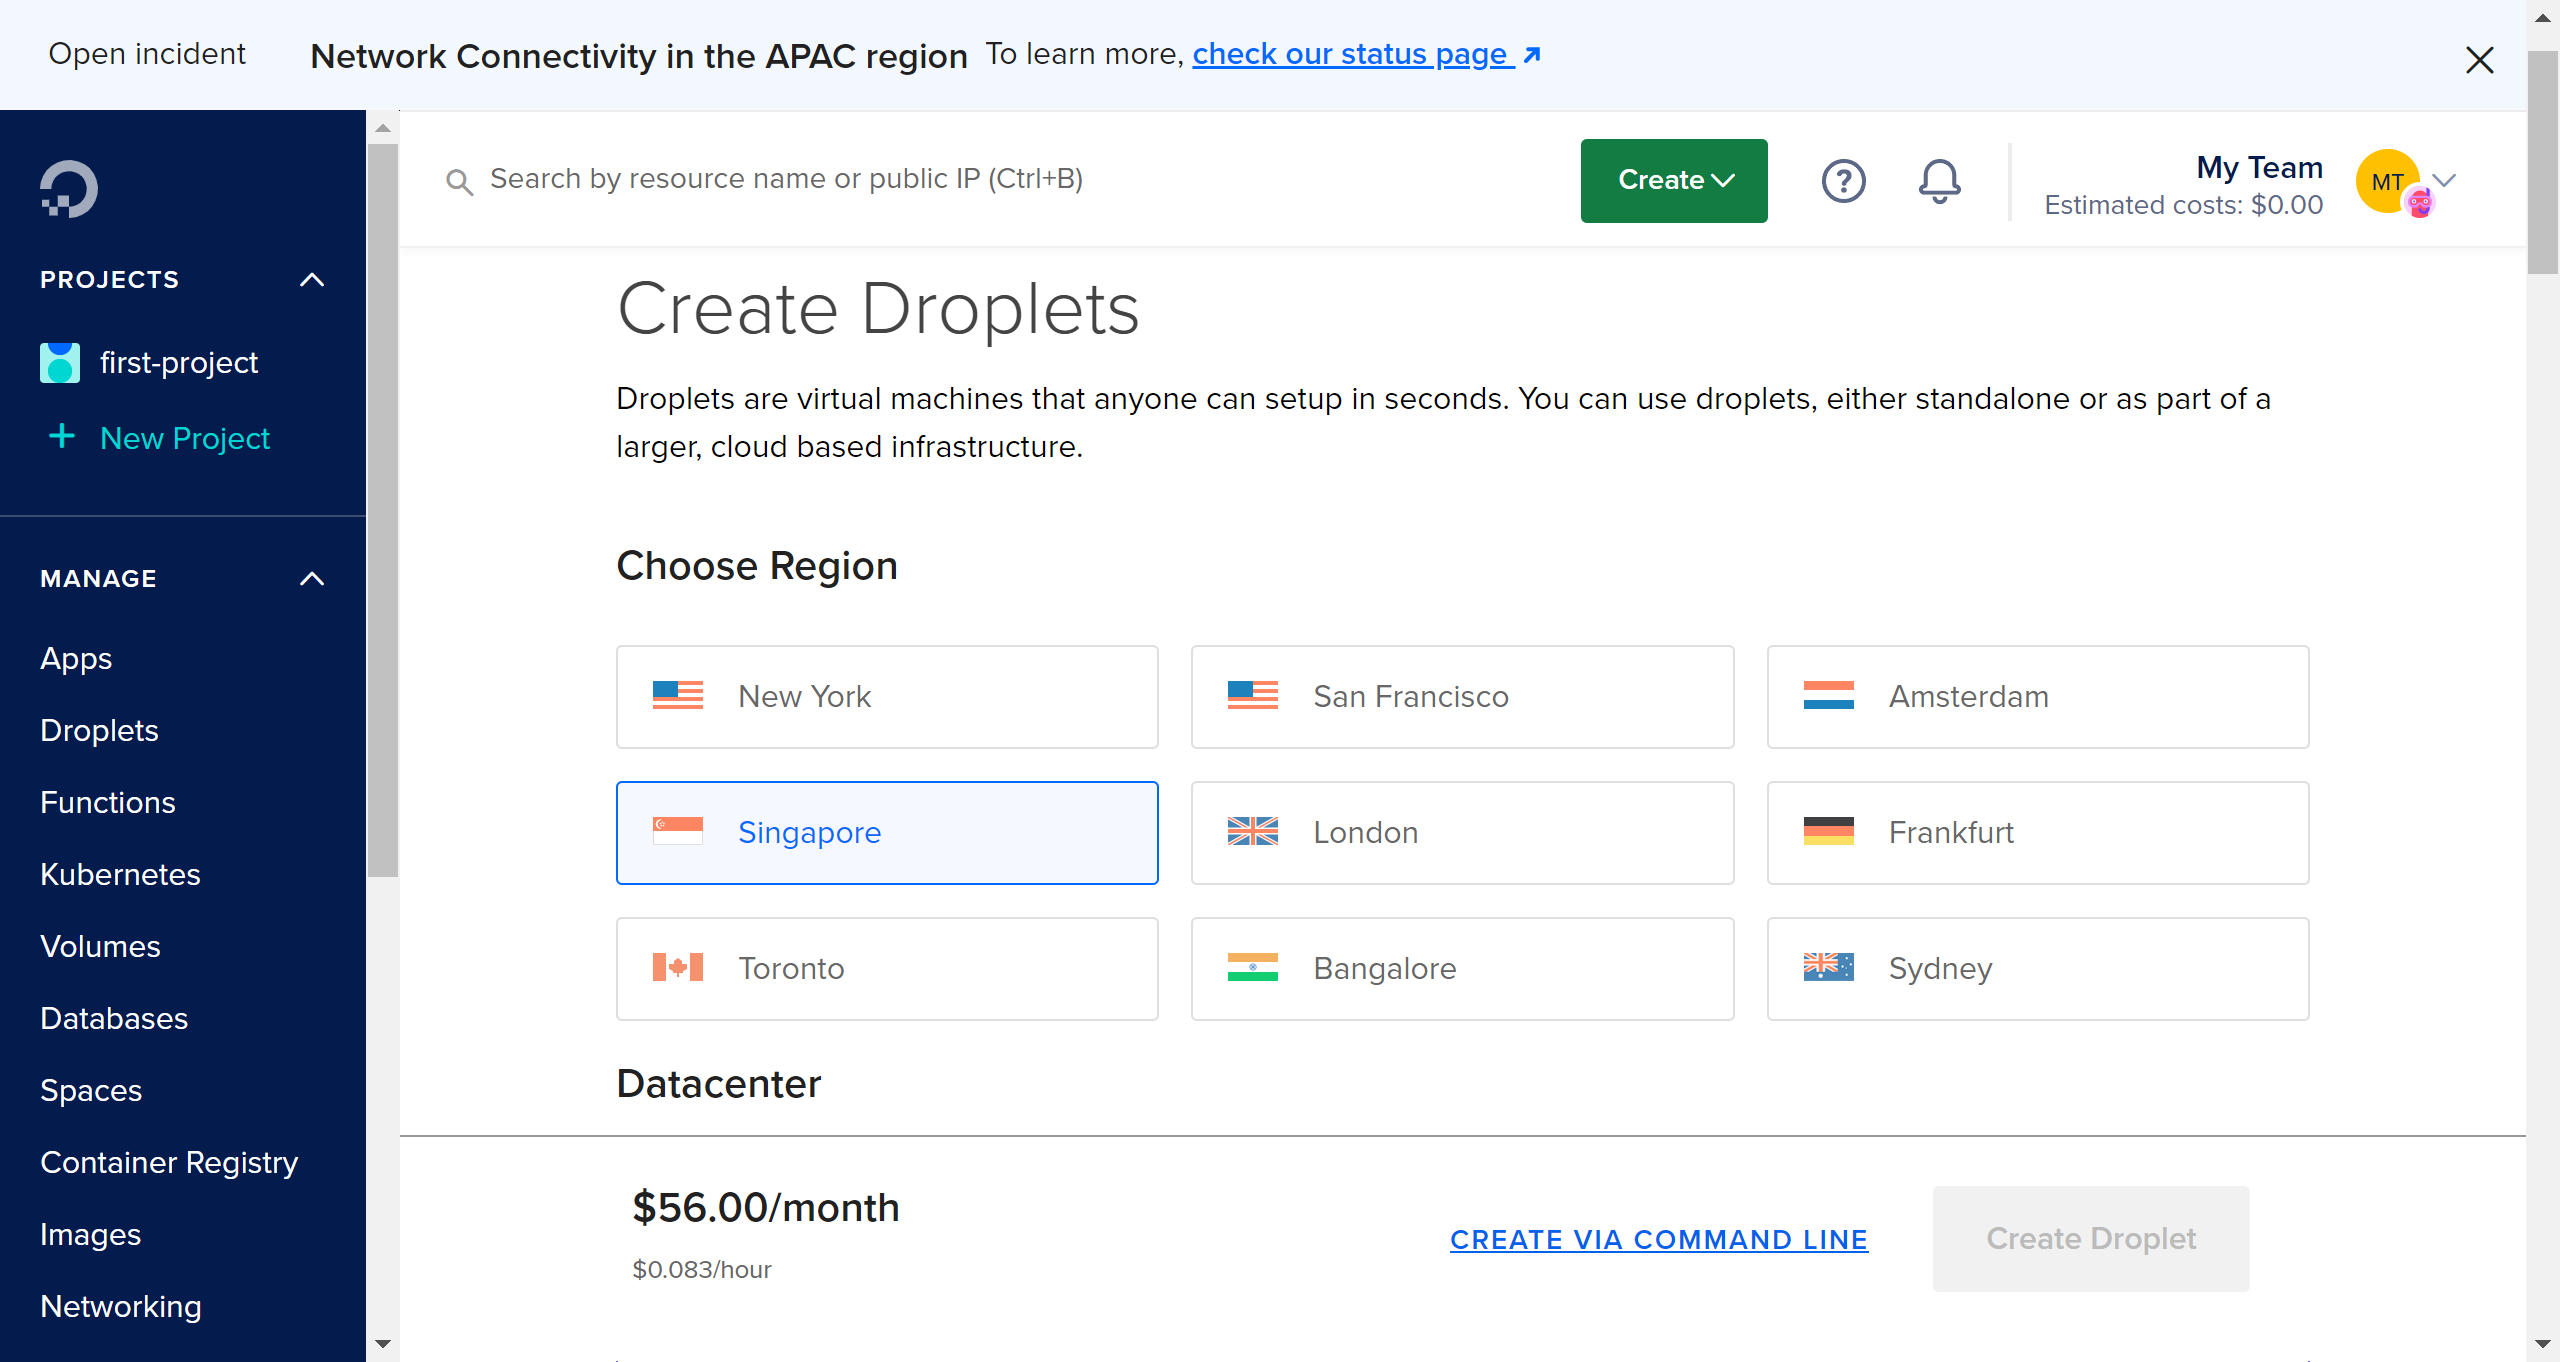 Open incident
Network Connectivity in the APAC region To learn more, check our status page
Search by resource name or public IP (Ctrl+B)
Create
My Team
Estimated costs: $0.00
MT
PROJECTS
first-project
New Project
MANAGE
Apps
Droplets
Functions
Kubernetes
Volumes
Databases
Spaces
Container Registry
Images
Networking
Create Droplets
Droplets are virtual machines that anyone can setup in seconds. You can use droplets, either standalone or as part of a
larger, cloud based infrastructure.
Choose Region
New York
San Francisco
Amsterdam
Singapore
London
Frankfurt
Toronto
Bangalore
Sydney
Datacenter
$56.00/month
$0.083/hour
CREATE VIA COMMAND LINE
Create Droplet